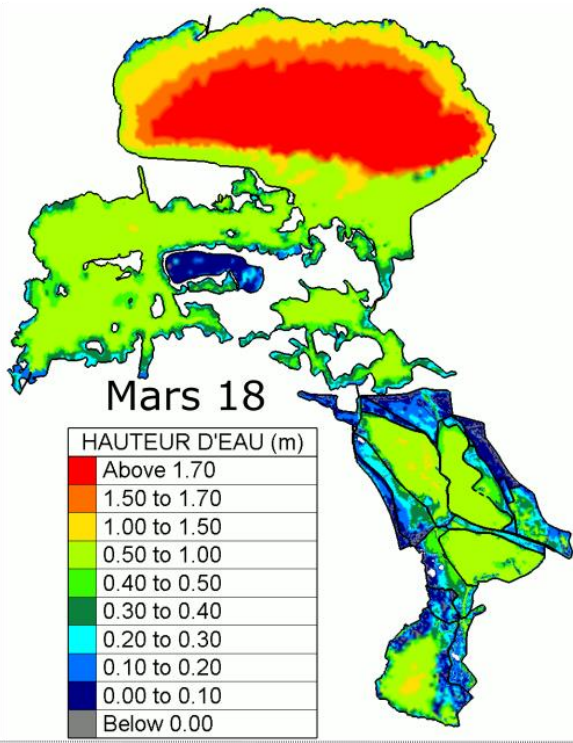 Mars 18
HAUTEUR D'EAU (m)
Above 1.70
1.50 to 1.70
1.00 to 1.50
0.50 to 1.00
0.40 to 0.50
0.30 to 0.40
0.20 to 0.30
0.10 to 0.20
0.00 to 0.10
Below 0.00